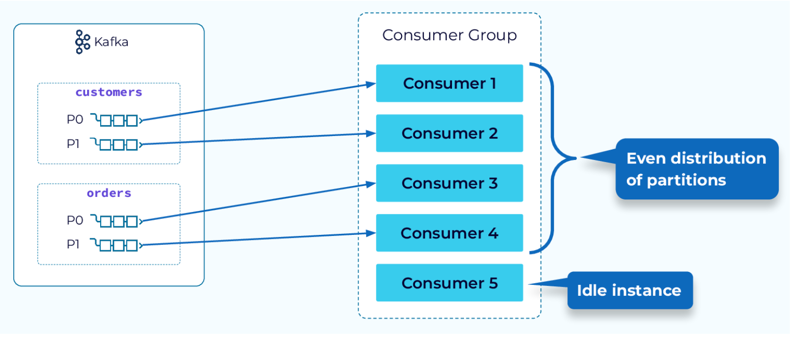 Kafka
customers
P0
P1
orders
P0
P1
Consumer Group
Consumer 1
Consumer 2
Consumer 3
Consumer 4
Consumer 5
Even distribution
of partitions
Idle instance